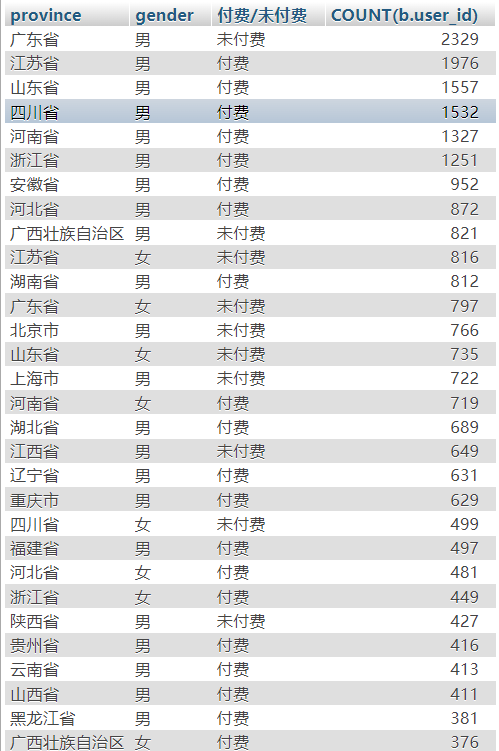 province gender 付费/未付费 COUNT(b.user_id)
广东省 男 未付费 2329
江苏省 男 付费 1976
山东省 男 付费 1557
四川省 男 付费 1532
河南省 男 付费 1327
浙江省 男 付费 1251
安徽省 男 付费 952
河北省 男 付费 872
广西壮族自治区 男 未付费 821
江苏省 女 未付费 816
湖南省 男 付费 812
广东省 女 未付费 797
北京市 男 未付费 766
山东省 女 未付费 735
上海市 男 未付费 722
河南省 女 付费 719
湖北省 男 付费 689
江西省 男 未付费 649
辽宁省 男 付费 631
重庆市 男 付费 629
四川省 女 未付费 499
福建省 男 付费 497
河北省 女 付费 481
浙江省 女 付费 449
陕西省 男 未付费 427
贵州省 男 付费 416
云南省 男 付费 413
山西省 男 付费 411
黑龙江省 男 付费 381
广西壮族自治区 女 付费 376